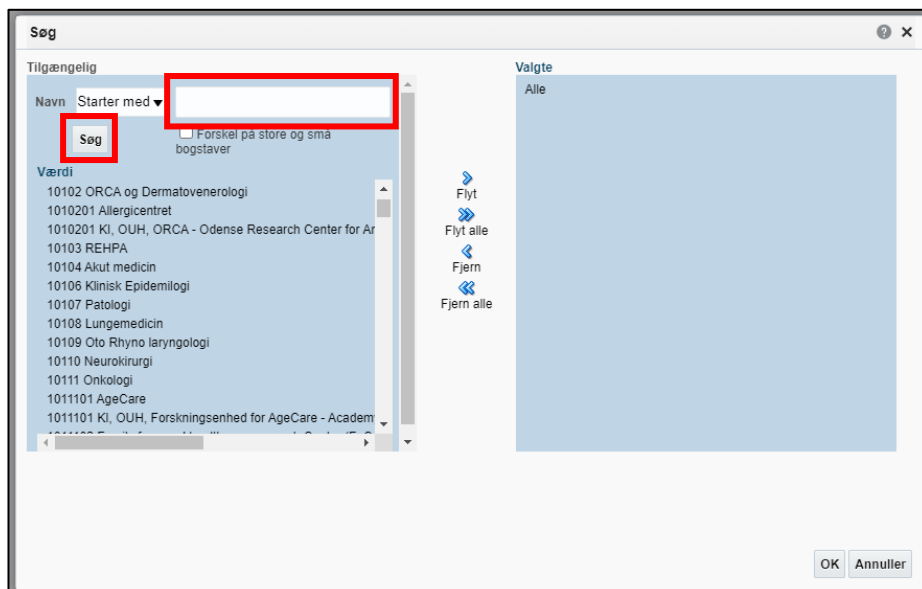 Søg
Tilgængelig
Navn Starter med
Søg
Forskel på store og små
bogstaver
Værdi
10102 ORCA og Dermatovenerologi
1010201 Allergicentret
1010201 KI, OUH, ORCA - Odense Research Center for Ar
10103 REHPA
10104 Akut medicin
10106 Klinisk Epidemilogi
10107 Patologi
10108 Lungemedicin
10109 Oto Rhyno laryngologi
10110 Neurokirurgi
10111 Onkologi
1011101 AgeCare
1011101 KI, OUH, Forskningsenhed for AgeCare - Academ
Flyt
Flyt alle
Fjern
Fjern alle
Valgte
Alle
OK Annuller